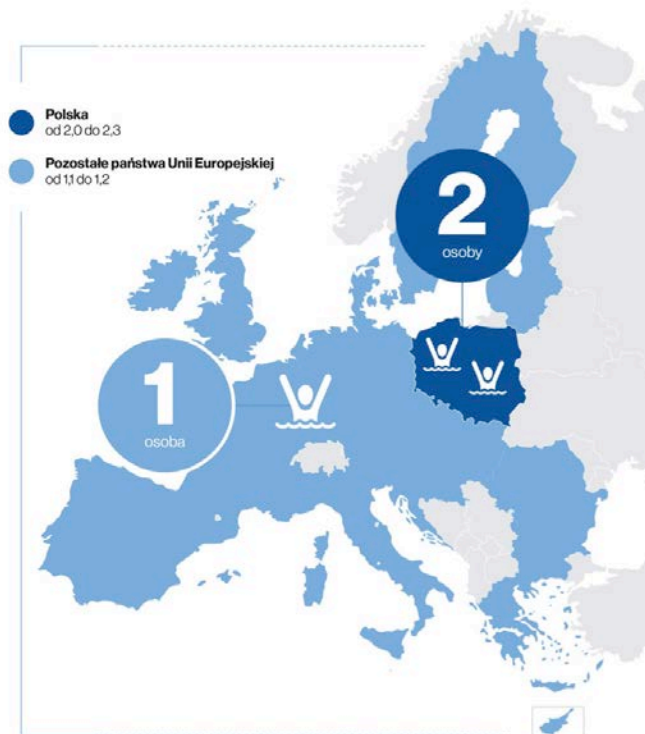 Polska
od 2,0 do 2,3
Pozostałe państwa Unii Europejskiej
od 1,1 do 1,2
2
osoby
1
osoba